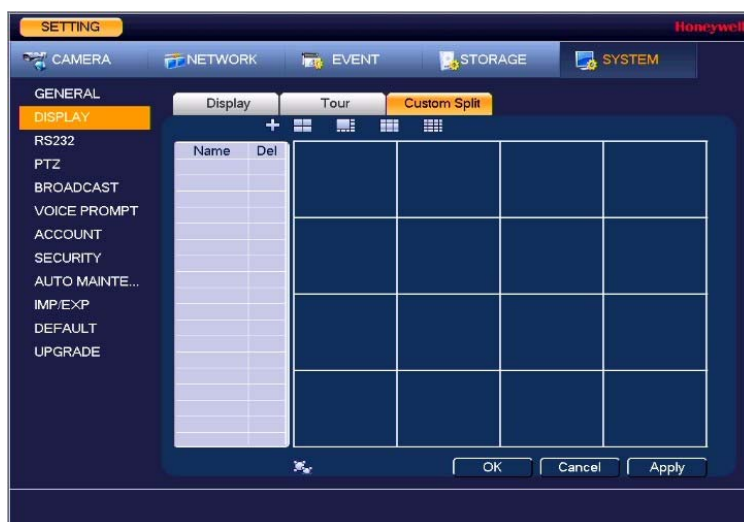 SETTING
Honeywell
CAMERA
NETWORK
EVENT
STORAGE
SYSTEM
GENERAL
DISPLAY
RS232
PTZ
BROADCAST
VOICE PROMPT
ACCOUNT
SECURITY
AUTO MAINTE...
IMP/EXP
DEFAULT
UPGRADE
Display
Tour
Custom Split
Name Del
OK
Cancel
Apply